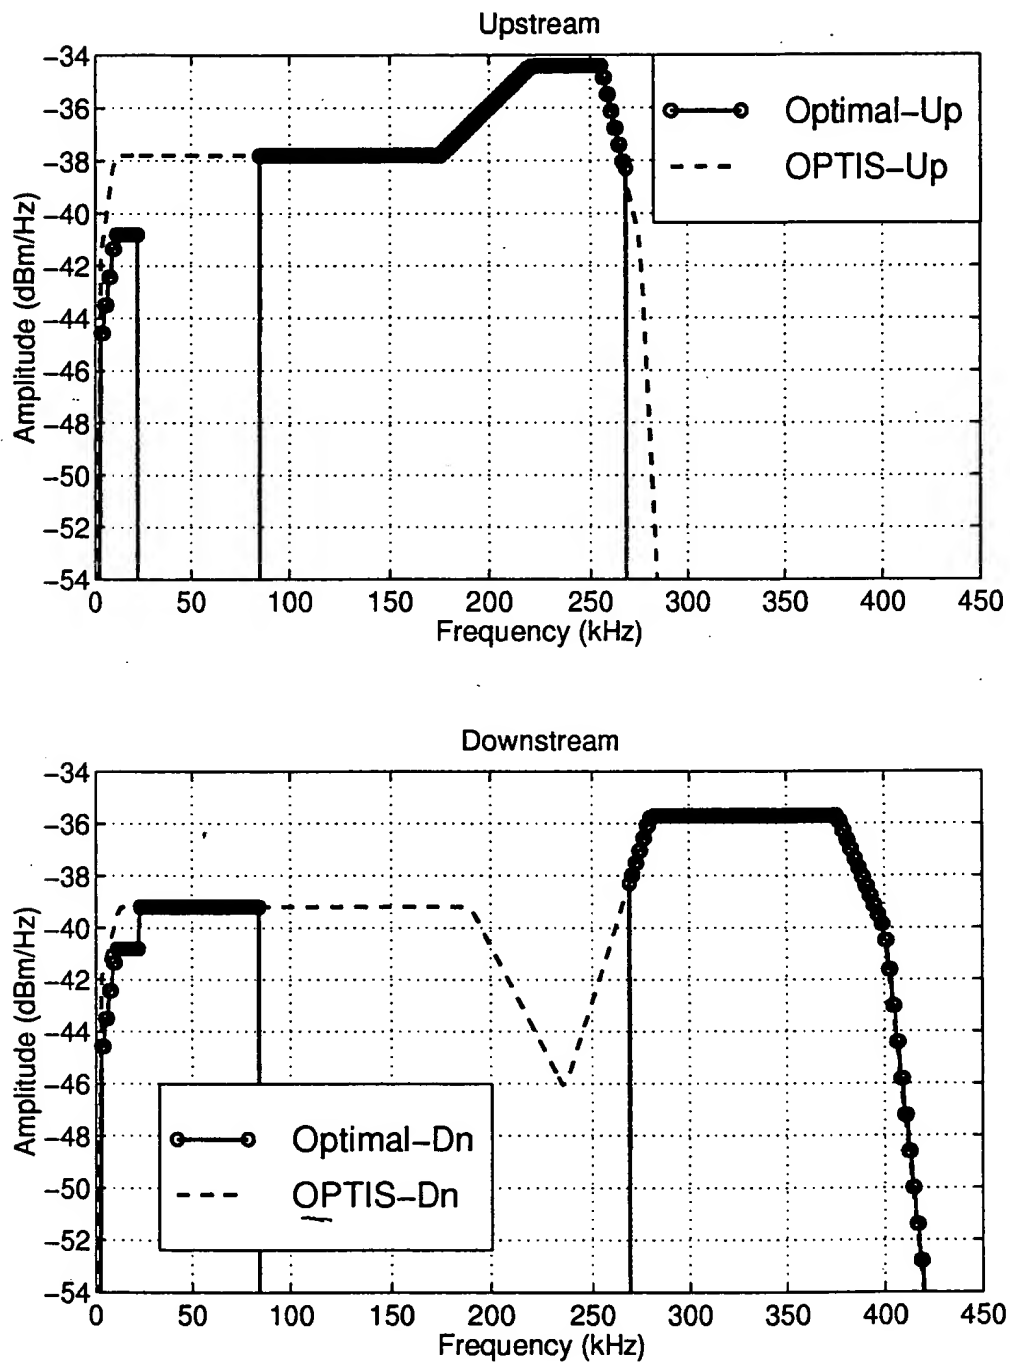 Upstream
Amplitude (dBm/Hz)
−34
−36
−38
−40
−42
−44
−46
−48
−50
−52
−54
Optimal−Up
OPTIS−Up
0 50 100 150 200 250 300 350 400 450
Frequency (kHz)
Downstream
Amplitude (dBm/Hz)
−34
−36
−38
−40
−42
−44
−46
−48
−50
−52
−54
Optimal−Dn
OPTIS−Dn
0 50 100 150 200 250 300 350 400 450
Frequency (kHz)